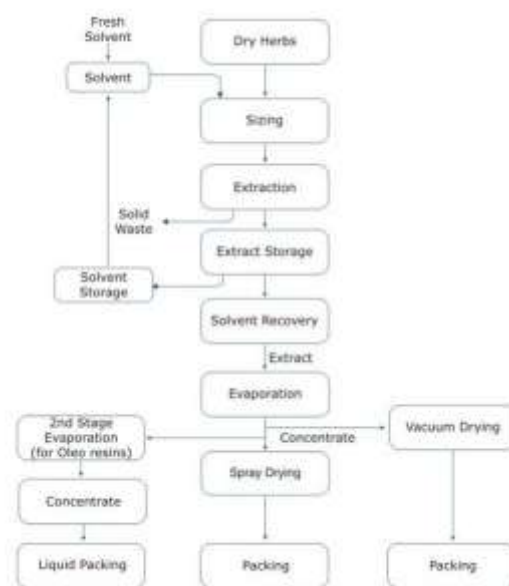 Fresh
Solvent
Dry Herbs
Solvent
Sizing
Extraction
Solid
Waste
Extract Storage
Solvent
Storage
Solvent Recovery
Extract
Evaporation
2nd Stage
Evaporation
(for Oleo resins)
Concentrate
Vacuum Drying
Spray Drying
Concentrate
Liquid Packing
Packing
Packing